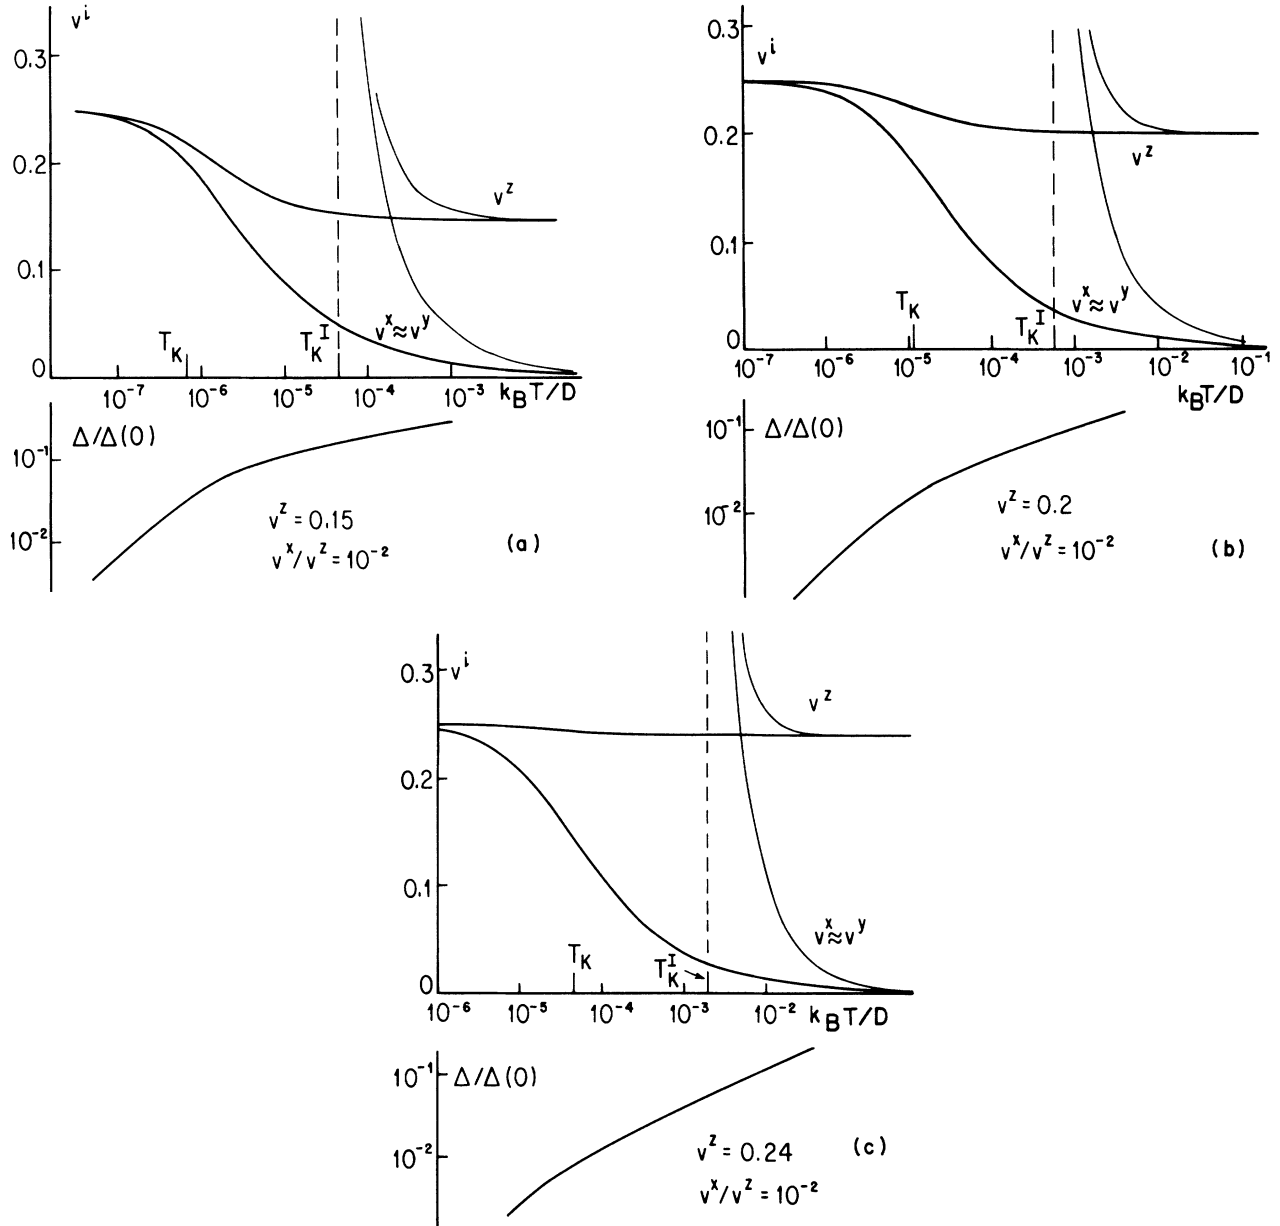 vⁱ
0.3
0.2
0.1
0
v^z
v^x ≈ v^y
T_K
T_K^I
10⁻⁷ 10⁻⁶ 10⁻⁵ 10⁻⁴ 10⁻³ k_B T/D
Δ/Δ(0)
10⁻¹
10⁻²
v^z = 0.15
v^x/v^z = 10⁻²
(a)
0.3
vⁱ
0.2
0.1
0
v^z
v^x ≈ v^y
T_K
T_K^I
10⁻⁷ 10⁻⁶ 10⁻⁵ 10⁻⁴ 10⁻³ 10⁻² 10⁻¹
k_B T/D
Δ/Δ(0)
10⁻¹
10⁻²
v^z = 0.2
v^x/v^z = 10⁻²
(b)
0.3
vⁱ
0.2
0.1
0
v^z
v^x ≈ v^y
T_K
T_K^I
10⁻⁶ 10⁻⁵ 10⁻⁴ 10⁻³ 10⁻² k_B T/D
Δ/Δ(0)
10⁻¹
10⁻²
v^z = 0.24
v^x/v^z = 10⁻²
(c)